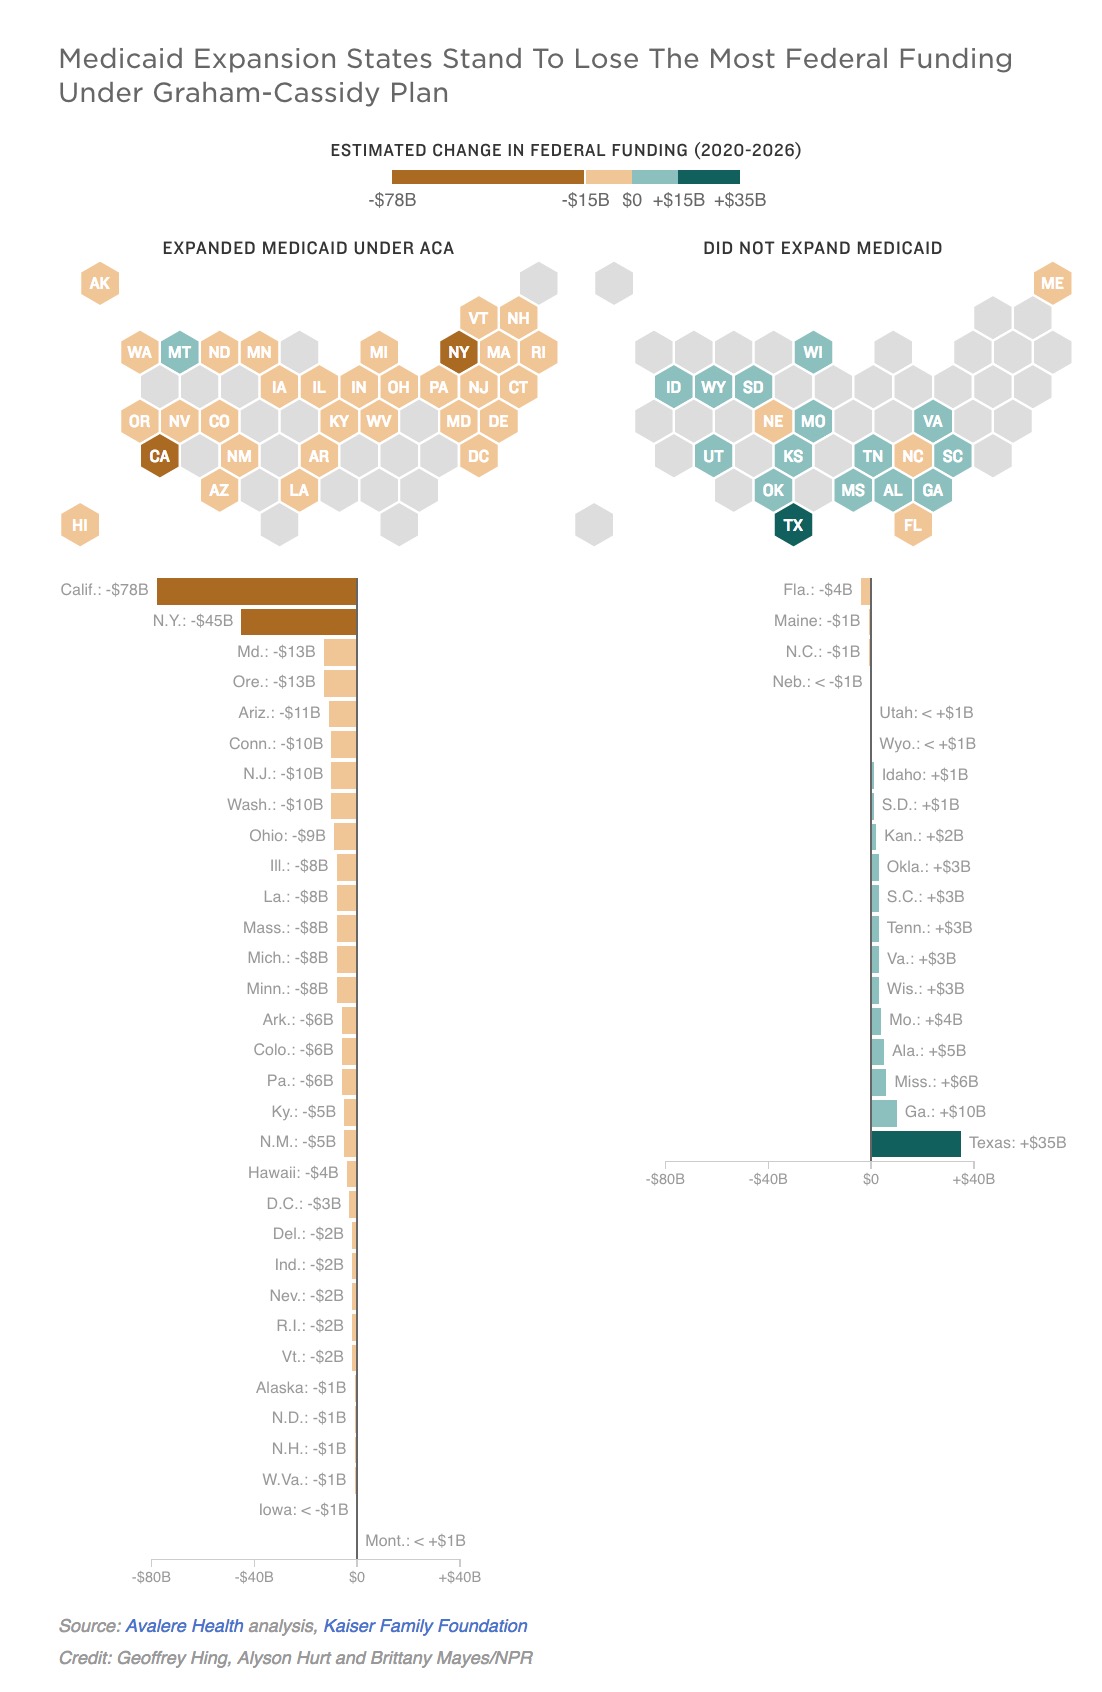 Medicaid Expansion States Stand To Lose The Most Federal Funding
Under Graham-Cassidy Plan
ESTIMATED CHANGE IN FEDERAL FUNDING (2020-2026)
-$78B -$15B $0 +$15B +$35B
EXPANDED MEDICAID UNDER ACA
AK
VT NH
WA MT ND MN MI NY MA RI
IA IL IN OH PA NJ CT
OR NV CO KY WV MD DE
CA NM AR DC
AZ LA
HI
DID NOT EXPAND MEDICAID
ME
WI
ID WY SD
NE MO VA
UT KS TN NC SC
OK MS AL GA
TX FL
Calif.: -$78B
N.Y.: -$45B
Md.: -$13B
Ore.: -$13B
Ariz.: -$11B
Conn.: -$10B
N.J.: -$10B
Wash.: -$10B
Ohio: -$9B
Ill.: -$8B
La.: -$8B
Mass.: -$8B
Mich.: -$8B
Minn.: -$8B
Ark.: -$6B
Colo.: -$6B
Pa.: -$6B
Ky.: -$5B
N.M.: -$5B
Hawaii: -$4B
D.C.: -$3B
Del.: -$2B
Ind.: -$2B
Nev.: -$2B
R.I.: -$2B
Vt.: -$2B
Alaska: -$1B
N.D.: -$1B
N.H.: -$1B
W.Va.: -$1B
Iowa: < -$1B
Mont.: < +$1B
-$80B -$40B $0 +$40B
Fla.: -$4B
Maine: -$1B
N.C.: -$1B
Neb.: < -$1B
Utah: < +$1B
Wyo.: < +$1B
Idaho: +$1B
S.D.: +$1B
Kan.: +$2B
Okla.: +$3B
S.C.: +$3B
Tenn.: +$3B
Va.: +$3B
Wis.: +$3B
Mo.: +$4B
Ala.: +$5B
Miss.: +$6B
Ga.: +$10B
Texas: +$35B
-$80B -$40B $0 +$40B
Source: Avalere Health analysis, Kaiser Family Foundation
Credit: Geoffrey Hing, Alyson Hurt and Brittany Mayes/NPR